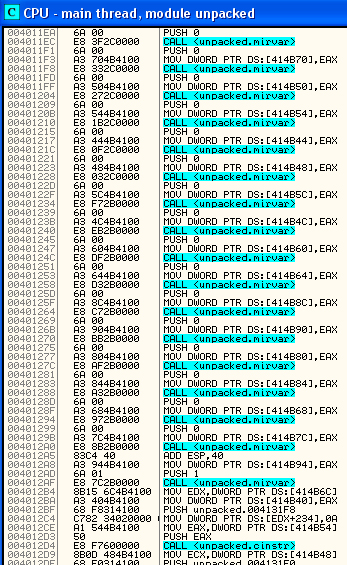 C CPU - main thread, module unpacked
004011EA 6A 00 PUSH 0
004011EC E8 3F2C0000 CALL <unpacked.mirvar>
004011F1 6A 00 PUSH 0
004011F3 A3 704B4100 MOV DWORD PTR DS:[414B70],EAX
004011F8 E8 332C0000 CALL <unpacked.mirvar>
004011FD 6A 00 PUSH 0
004011FF A3 504B4100 MOV DWORD PTR DS:[414B50],EAX
00401204 E8 272C0000 CALL <unpacked.mirvar>
00401209 6A 00 PUSH 0
0040120B A3 544B4100 MOV DWORD PTR DS:[414B54],EAX
00401210 E8 1B2C0000 CALL <unpacked.mirvar>
00401215 6A 00 PUSH 0
00401217 A3 444B4100 MOV DWORD PTR DS:[414B44],EAX
0040121C E8 0F2C0000 CALL <unpacked.mirvar>
00401221 6A 00 PUSH 0
00401223 A3 484B4100 MOV DWORD PTR DS:[414B48],EAX
00401228 E8 032C0000 CALL <unpacked.mirvar>
0040122D 6A 00 PUSH 0
0040122F A3 5C4B4100 MOV DWORD PTR DS:[414B5C],EAX
00401234 E8 F72B0000 CALL <unpacked.mirvar>
00401239 6A 00 PUSH 0
0040123B A3 4C4B4100 MOV DWORD PTR DS:[414B4C],EAX
00401240 E8 EB2B0000 CALL <unpacked.mirvar>
00401245 6A 00 PUSH 0
00401247 A3 604B4100 MOV DWORD PTR DS:[414B60],EAX
0040124C E8 DF2B0000 CALL <unpacked.mirvar>
00401251 6A 00 PUSH 0
00401253 A3 644B4100 MOV DWORD PTR DS:[414B64],EAX
00401258 E8 D32B0000 CALL <unpacked.mirvar>
0040125D 6A 00 PUSH 0
0040125F A3 8C4B4100 MOV DWORD PTR DS:[414B8C],EAX
00401264 E8 C72B0000 CALL <unpacked.mirvar>
00401269 6A 00 PUSH 0
0040126B A3 904B4100 MOV DWORD PTR DS:[414B90],EAX
00401270 E8 BB2B0000 CALL <unpacked.mirvar>
00401275 6A 00 PUSH 0
00401277 A3 804B4100 MOV DWORD PTR DS:[414B80],EAX
0040127C E8 AF2B0000 CALL <unpacked.mirvar>
00401281 6A 00 PUSH 0
00401283 A3 844B4100 MOV DWORD PTR DS:[414B84],EAX
00401288 E8 A32B0000 CALL <unpacked.mirvar>
0040128D 6A 00 PUSH 0
0040128F A3 684B4100 MOV DWORD PTR DS:[414B68],EAX
00401294 E8 972B0000 CALL <unpacked.mirvar>
00401299 6A 00 PUSH 0
0040129B A3 7C4B4100 MOV DWORD PTR DS:[414B7C],EAX
004012A0 E8 8B2B0000 CALL <unpacked.mirvar>
004012A5 83C4 40 ADD ESP,40
004012A8 A3 944B4100 MOV DWORD PTR DS:[414B94],EAX
004012AD 6A 01 PUSH 1
004012AF E8 7C2B0000 CALL <unpacked.mirvar>
004012B4 8B15 6C4B4100 MOV EDX,DWORD PTR DS:[414B6C]
004012BA A3 404B4100 MOV DWORD PTR DS:[414B40],EAX
004012BF 68 F8314100 PUSH unpacked.004131F8
004012C4 C782 34020000 MOV DWORD PTR DS:[EDX+234],0A
004012CE A1 544B4100 MOV EAX,DWORD PTR DS:[414B54]
004012D3 50 PUSH EAX
004012D4 E8 F7600000 CALL <unpacked.cinstr>
004012D9 8B0D 484B4100 MOV ECX,DWORD PTR DS:[414B48]